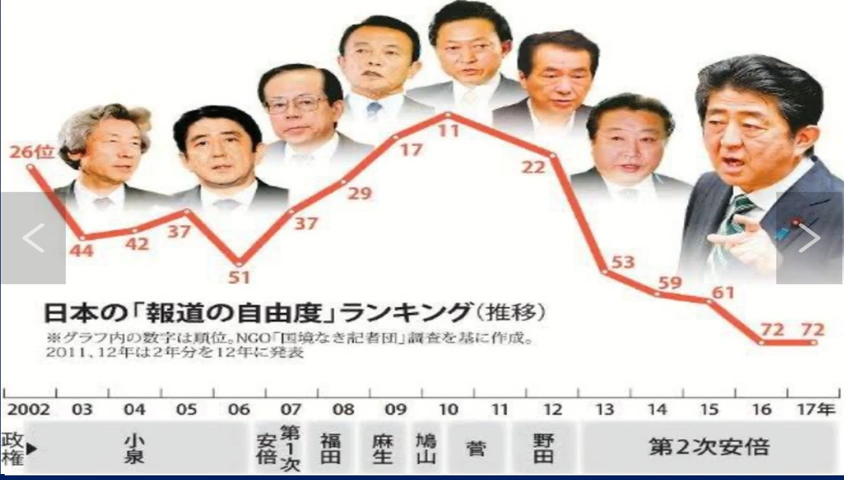 26位
44
42
37
51
37
29
17
11
22
53
59
61
72
72
日本の「報道の自由度」ランキング(推移)
※グラフ内の数字は順位。NGO「国境なき記者団」調査を基に作成。
2011、12年は2年分を12年に発表
2002 03 04 05 06 07 08 09 10 11 12 13 14 15 16 17年
政権▶ 小泉 第1次安倍 福田 麻生 鳩山 菅 野田 第2次安倍